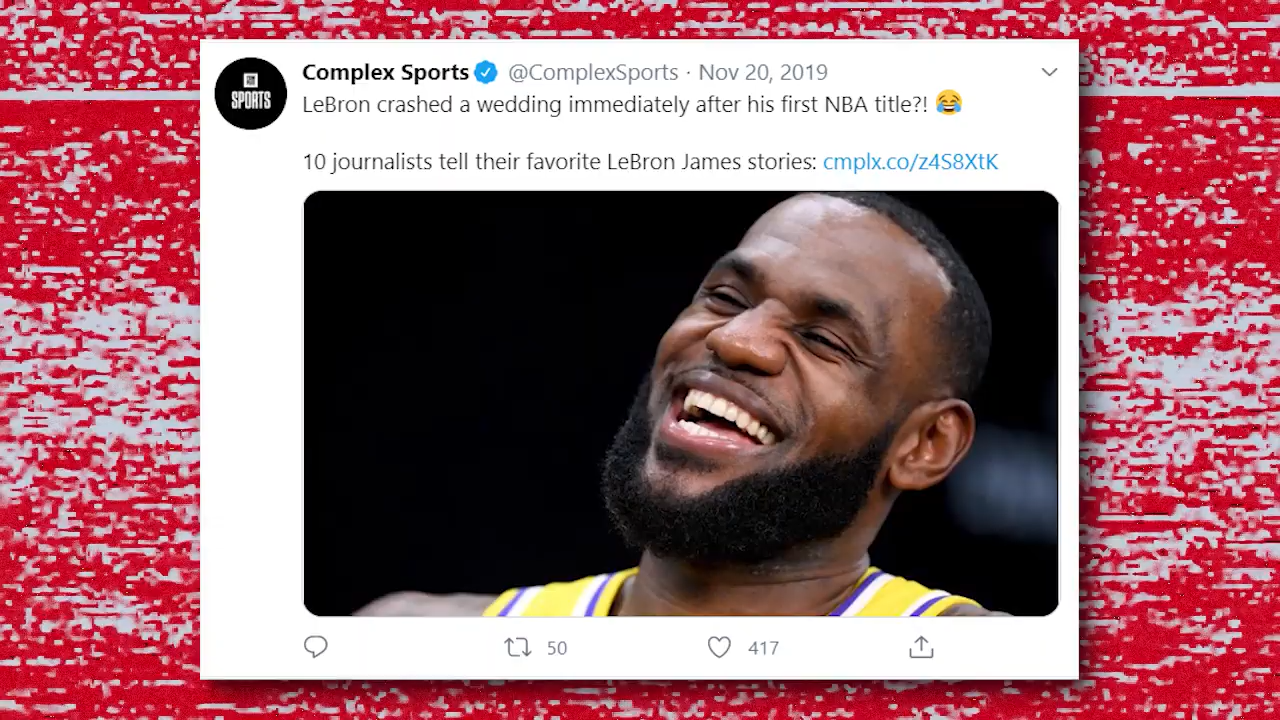 Complex Sports @ComplexSports · Nov 20, 2019
SPORTS
LeBron crashed a wedding immediately after his first NBA title?! 😂
10 journalists tell their favorite LeBron James stories: cmplx.co/z4S8XtK
50 417